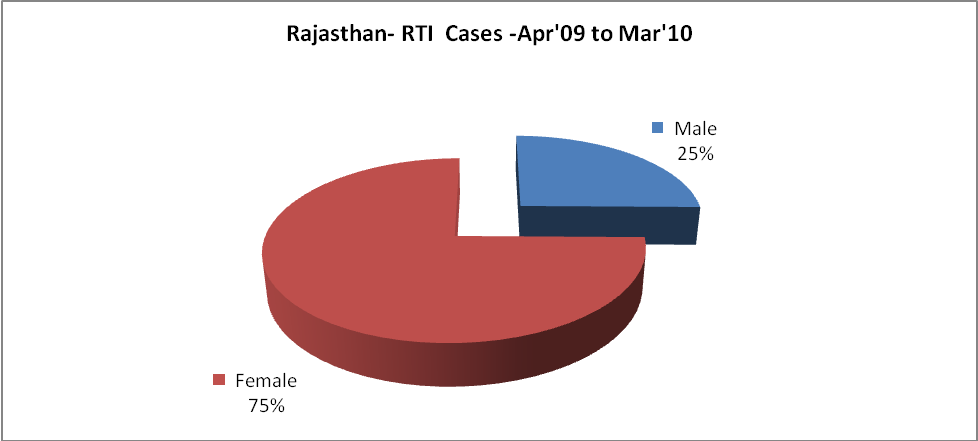 Rajasthan- RTI  Cases -Apr'09 to Mar'10
Male
25%
Female
75%